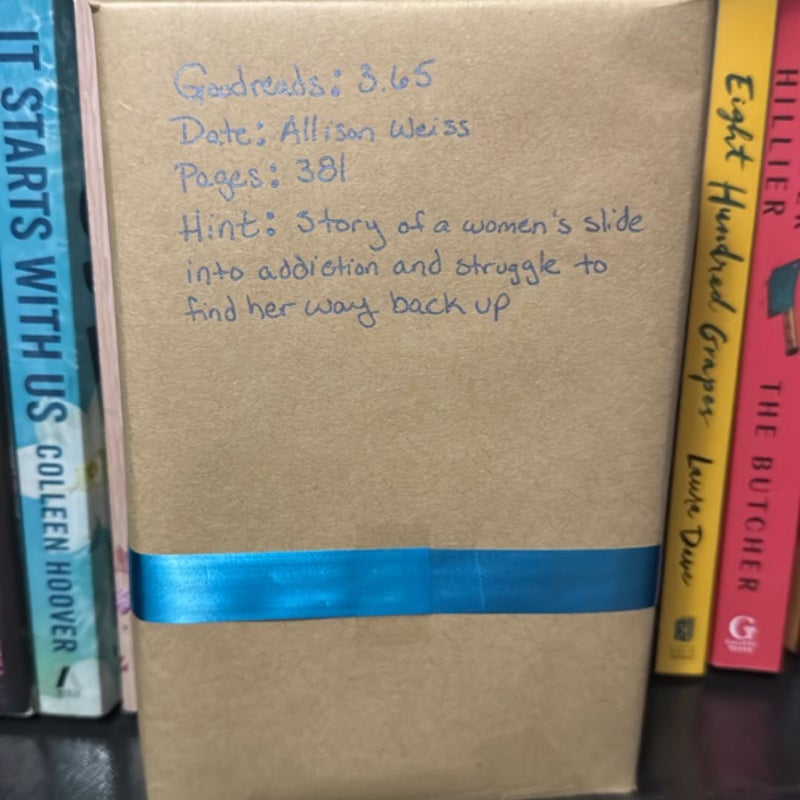 Goodreads: 3.65
Date: Allison Weiss
Pages: 381
Hint: Story of a women's slide
into addiction and struggle to
find her way back up
IT STARTS WITH US COLLEEN HOOVER
Eight Hundred Grapes Laura Dave
HILLIER
THE BUTCHER
G